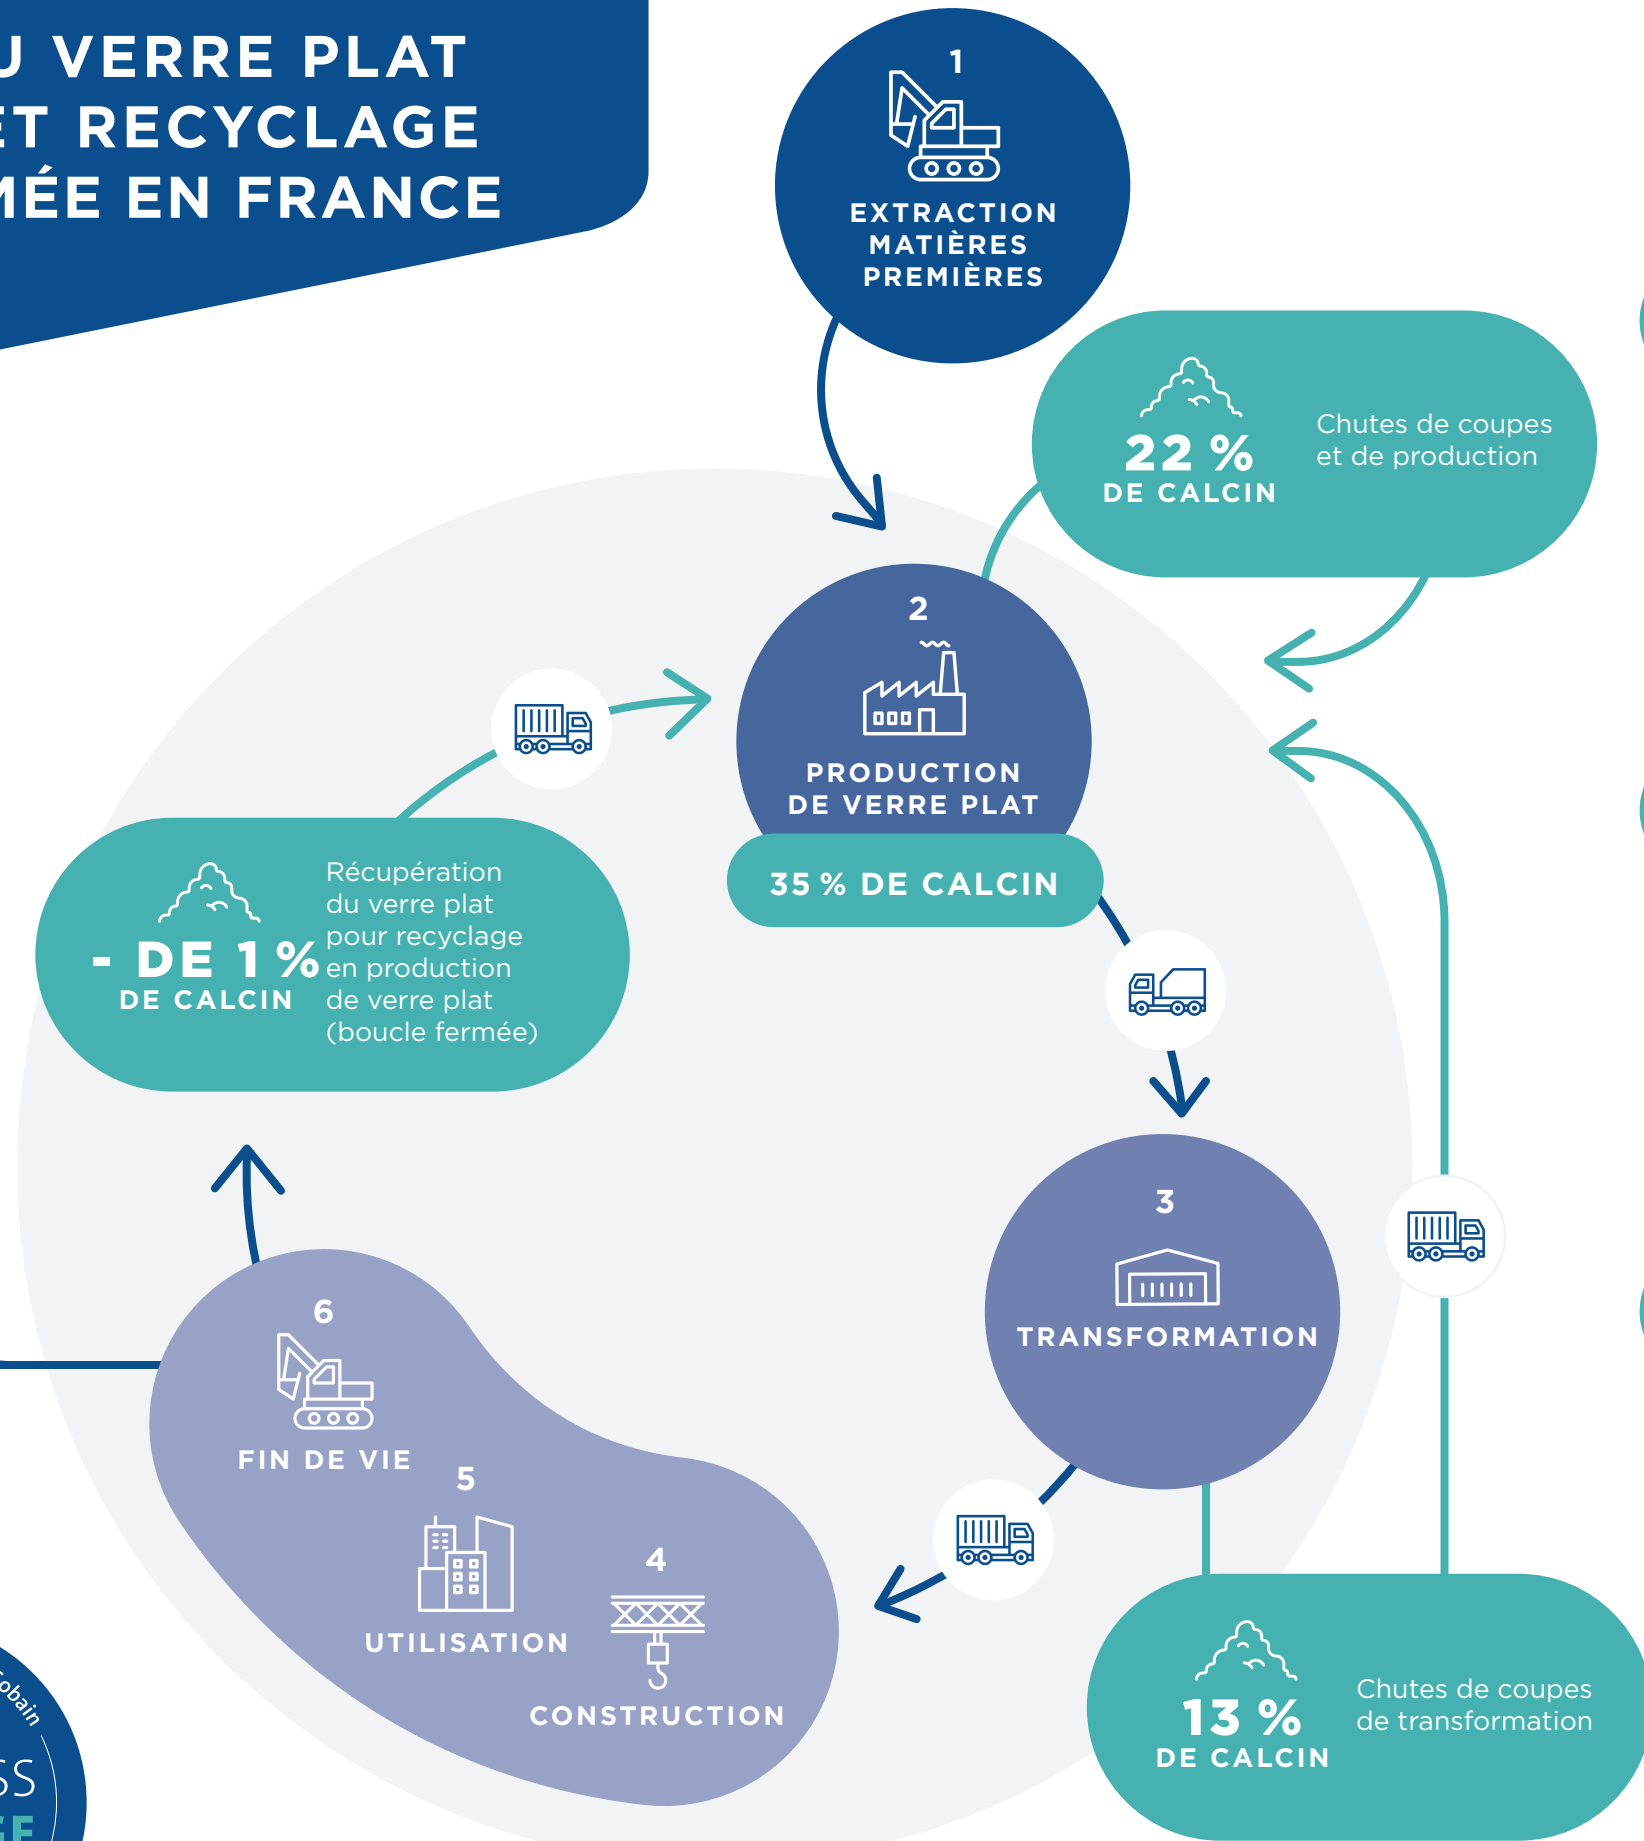 VERRE PLAT
RECYCLAGE
EN FRANCE
1
EXTRACTION
MATIÈRES
PREMIÈRES
22 %
DE CALCIN
Chutes de coupes
et de production
2
PRODUCTION
DE VERRE PLAT
35 % DE CALCIN
- DE 1 %
DE CALCIN
Récupération
du verre plat
pour recyclage
en production
de verre plat
(boucle fermée)
3
TRANSFORMATION
6
FIN DE VIE
5
UTILISATION
4
CONSTRUCTION
13 %
DE CALCIN
Chutes de coupes
de transformation